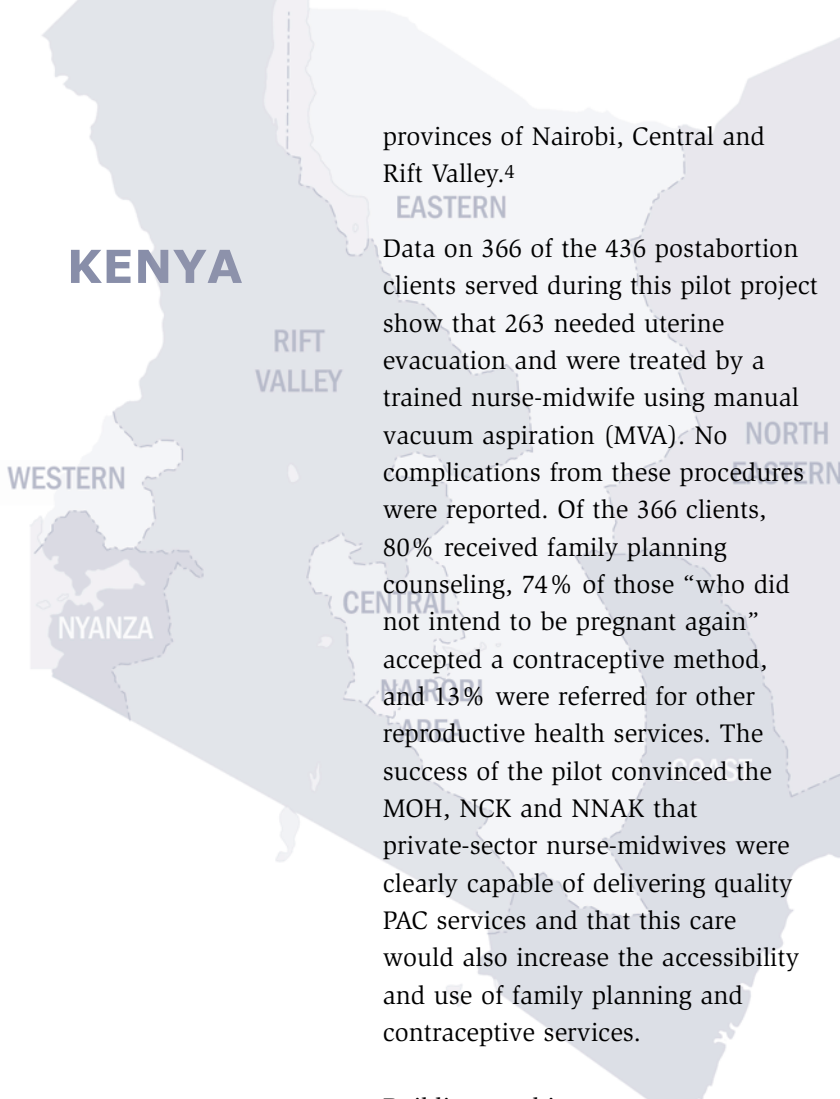 provinces of Nairobi, Central and
Rift Valley.4
EASTERN
KENYA
Data on 366 of the 436 postabortion
clients served during this pilot project
show that 263 needed uterine
evacuation and were treated by a
trained nurse-midwife using manual
vacuum aspiration (MVA). No
complications from these procedures
were reported. Of the 366 clients,
80% received family planning
counseling, 74% of those “who did
not intend to be pregnant again”
accepted a contraceptive method,
and 13% were referred for other
reproductive health services. The
success of the pilot convinced the
MOH, NCK and NNAK that
private-sector nurse-midwives were
clearly capable of delivering quality
PAC services and that this care
would also increase the accessibility
and use of family planning and
contraceptive services.
RIFT
VALLEY
NORTH
EASTERN
WESTERN
CENTRAL
NYANZA
NAIROBI
AREA
COAST